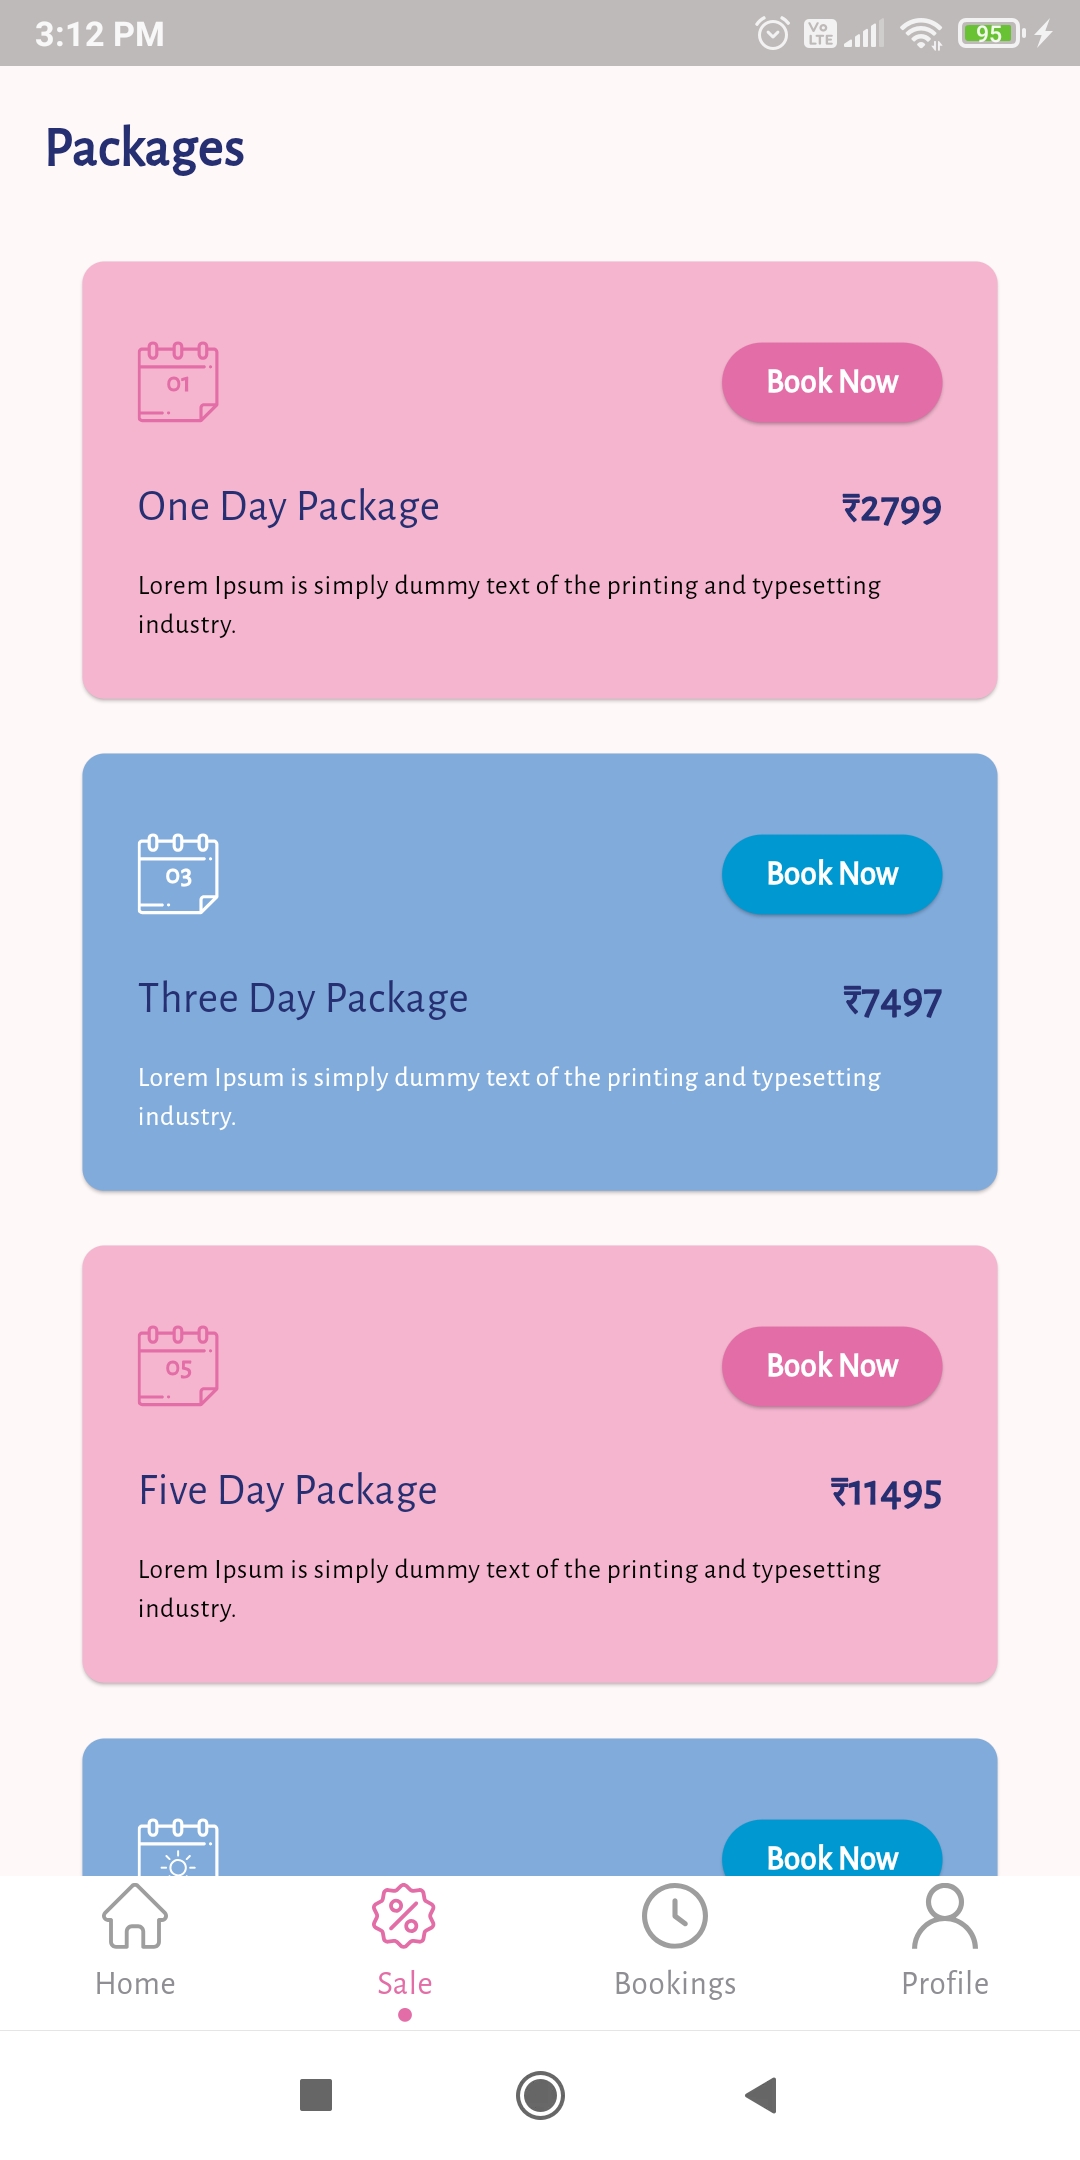 3:12 PM
Vo
LTE
95
Packages
01
Book Now
One Day Package
₹2799
Lorem Ipsum is simply dummy text of the printing and typesetting
industry.
03
Book Now
Three Day Package
₹7497
Lorem Ipsum is simply dummy text of the printing and typesetting
industry.
05
Book Now
Five Day Package
₹11495
Lorem Ipsum is simply dummy text of the printing and typesetting
industry.
Book Now
Home
Sale
Bookings
Profile